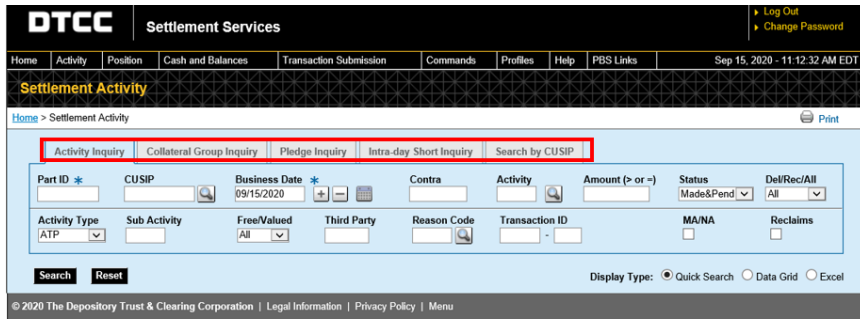 Log Out
DTCC Settlement Services
Change Password
Home Activity Position Cash and Balances Transaction Submission Commands Profiles Help PBS Links Sep 15, 2020 - 11:12:32 AM EDT
Settlement Activity
Home > Settlement Activity Print
Activity Inquiry Collateral Group Inquiry Pledge Inquiry Intra-day Short Inquiry Search by CUSIP
Part ID * CUSIP Business Date * Contra Activity Amount (> or =) Status Del/Rec/All
09/15/2020 + - Made&Pend All
Activity Type Sub Activity Free/Valued Third Party Reason Code Transaction ID MA/NA Reclaims
ATP All -
Search Reset Display Type: Quick Search Data Grid Excel
© 2020 The Depository Trust & Clearing Corporation | Legal Information | Privacy Policy | Menu